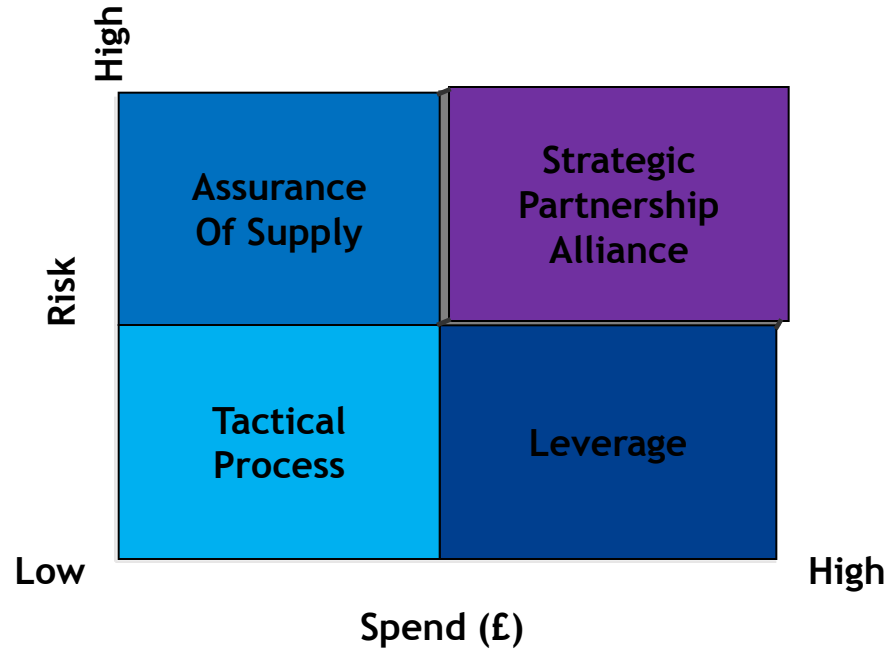 High
Assurance
Of Supply
Strategic
Partnership
Alliance
Risk
Tactical
Process
Leverage
Low
High
Spend (£)